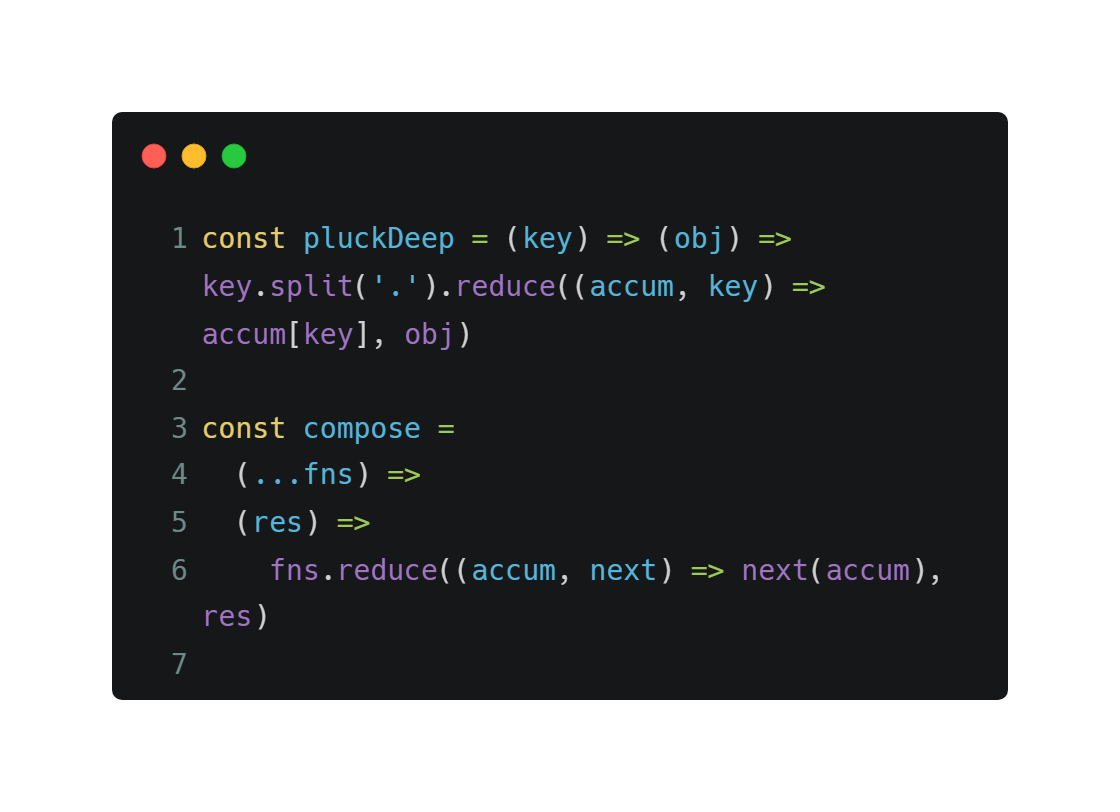 1 const pluckDeep = (key) => (obj) =>
key.split('.').reduce((accum, key) =>
accum[key], obj)
2
3 const compose =
4   (...fns) =>
5   (res) =>
6     fns.reduce((accum, next) => next(accum),
res)
7